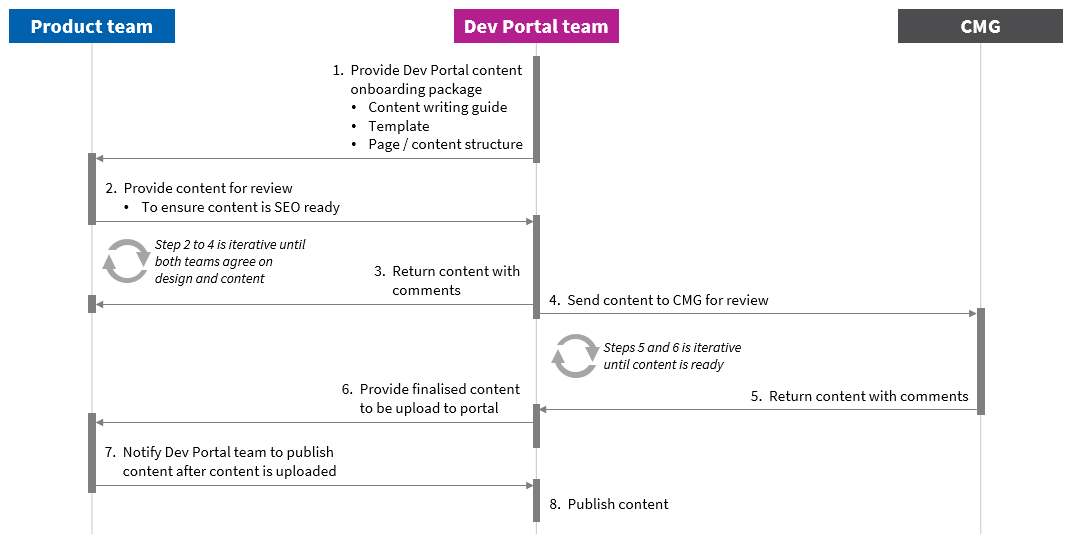 Product team
Dev Portal team
CMG
1. Provide Dev Portal content
onboarding package
• Content writing guide
• Template
• Page / content structure
2. Provide content for review
• To ensure content is SEO ready
Step 2 to 4 is iterative until
both teams agree on
design and content
3. Return content with
comments
4. Send content to CMG for review
Steps 5 and 6 is iterative
until content is ready
5. Return content with comments
6. Provide finalised content
to be upload to portal
7. Notify Dev Portal team to publish
content after content is uploaded
8. Publish content